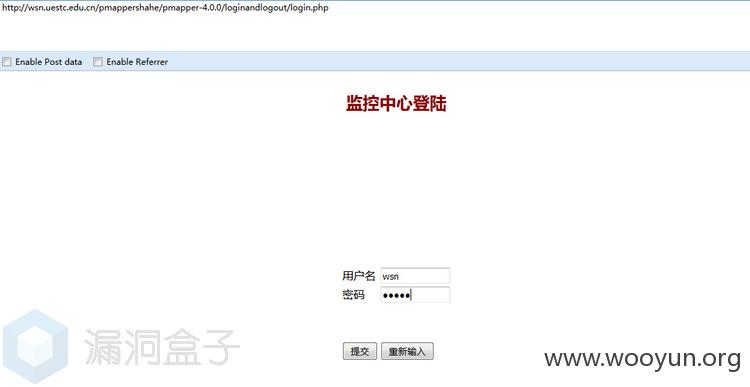 http://wsn.uestc.edu.cn/pmappershahe/pmapper-4.0.0/loginandlogout/login.php
Enable Post data Enable Referrer
监控中心登陆
用户名 wsn
密码 •••••
提交 重新输入
漏洞盒子
www.wooyun.org